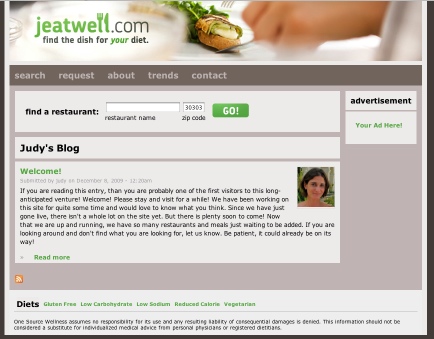 jeatwell.com
find the dish for your diet.
search request about trends contact
find a restaurant:
30303
GO!
restaurant name
zip code
advertisement
Your Ad Here!
Judy's Blog
Welcome!
Submitted by judy on December 8, 2009 - 12:20am
If you are reading this entry, than you are probably one of the first visitors to this long-
anticipated venture! Welcome! Please stay and visit for a while! We have been working on
this site for quite some time and would love to know what you think. Since we have just
gone live, there isn't a whole lot on the site yet. But there is plenty soon to come! Now
that we are up and running, we have so many restaurants and meals just waiting to be added. If you are
looking around and don't find what you are looking for, let us know. Be patient, it could already be on its
way!
» Read more
Diets Gluten Free Low Carbohydrate Low Sodium Reduced Calorie Vegetarian
One Source Wellness assumes no responsibility for its use and any resulting liability of consequential damages is denied. This information should not be
considered a substitute for individualized medical advice from personal physicians or registered dietitians.